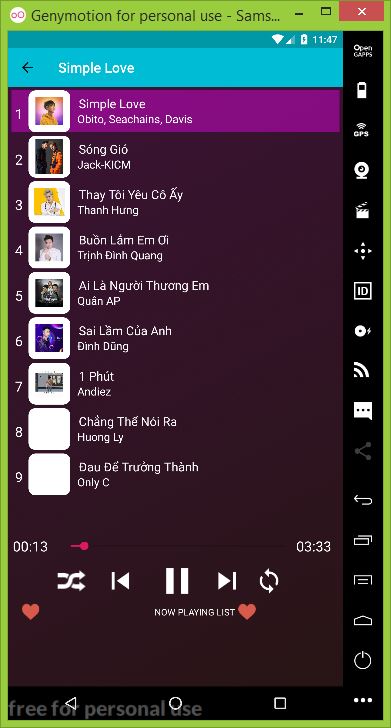 Genymotion for personal use - Sams...
11:47
Simple Love
1
Simple Love
Obito, Seachains, Davis
2
Sóng Gió
Jack-KICM
3
Thay Tôi Yêu Cô Ấy
Thanh Hưng
4
Buồn Lắm Em Ơi
Trịnh Đình Quang
5
Ai Là Người Thương Em
Quân AP
6
Sai Lầm Của Anh
Đình Dũng
7
1 Phút
Andiez
8
Chẳng Thể Nói Ra
Huong Ly
9
Đau Để Trưởng Thành
Only C
00:13
03:33
NOW PLAYING LIST
free for personal use
Open
GAPPS
GPS
ID